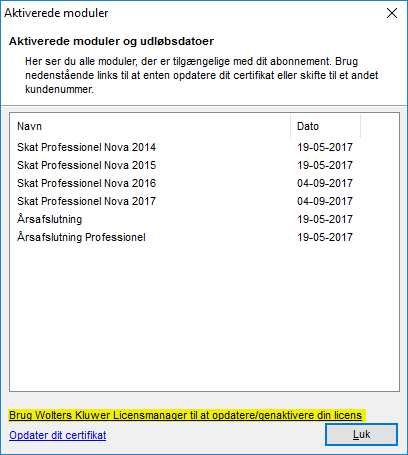 Aktiverede moduler
Aktiverede moduler og udløbsdatoer
Her ser du alle moduler, der er tilgængelige med dit abonnement. Brug
nedenstående links til at enten opdatere dit certifikat eller skifte til et andet
kundenummer.
Navn Dato
Skat Professionel Nova 2014 19-05-2017
Skat Professionel Nova 2015 19-05-2017
Skat Professionel Nova 2016 04-09-2017
Skat Professionel Nova 2017 04-09-2017
Årsafslutning 19-05-2017
Årsafslutning Professionel 19-05-2017
Brug Wolters Kluwer Licensmanager til at opdatere/genaktivere din licens
Opdater dit certifikat
Luk